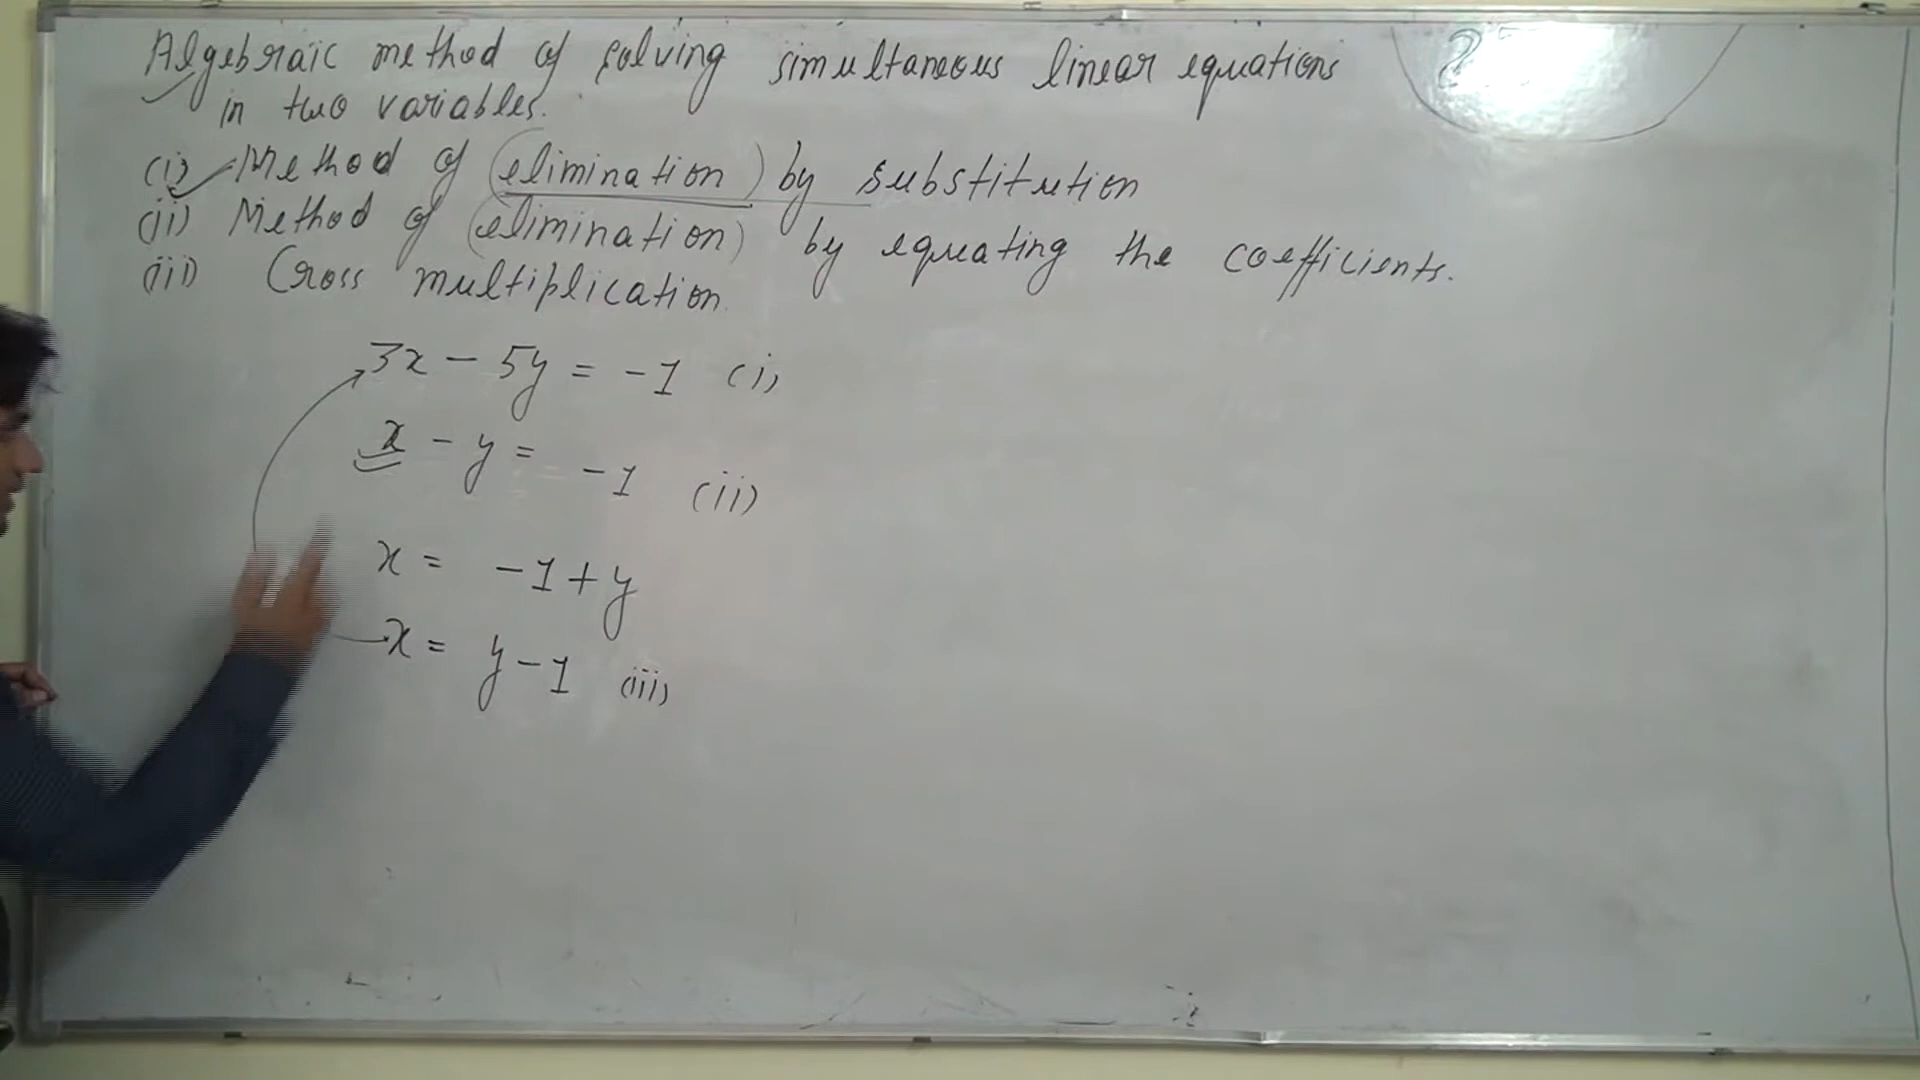 Algebraic method of solving simultaneous linear equations
in two variables.
(i) Method of (elimination) by substitution
(ii) Method of (elimination) by equating the coefficients.
(iii) Cross multiplication
3x - 5y = -1 (i)
x - y = -1 (ii)
x = -1 + y
x = y - 1 (iii)